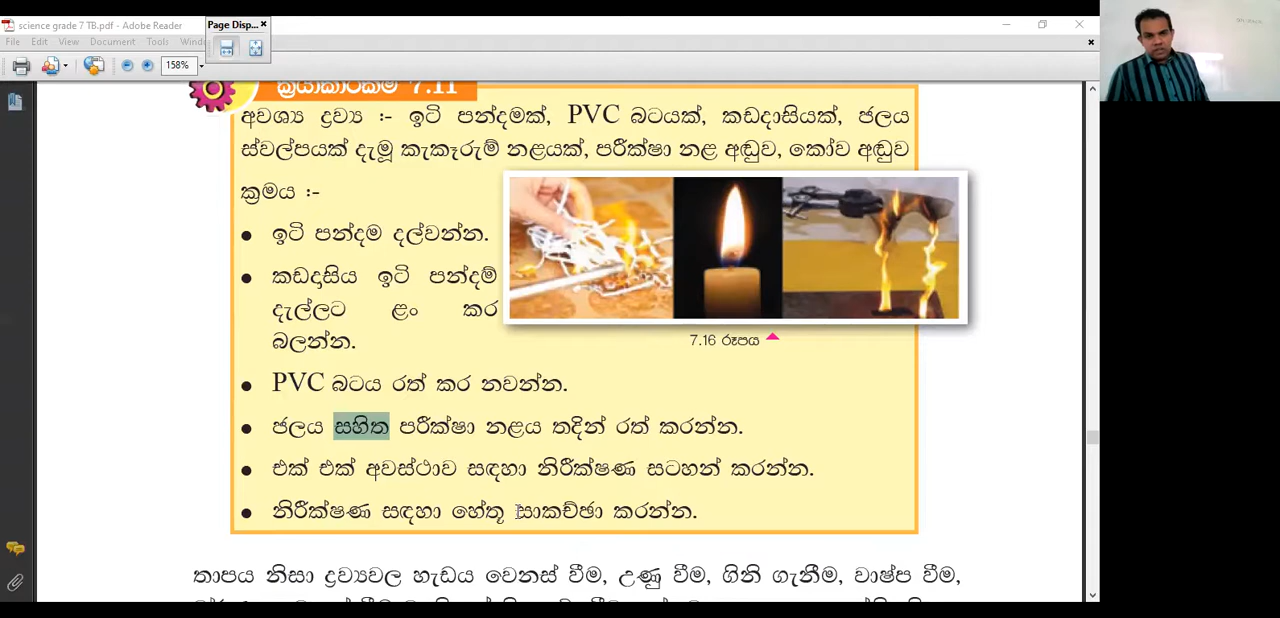 science grade 7 TB.pdf - Adobe Reader
Page Disp...
File Edit View Document Tools
158%
ක්‍රියාකාරකම 7.11
අවශ්‍ය ද්‍රව්‍ය :- ඉටි පන්දමක්, PVC බටයක්, කඩදාසියක්, ජලය
ස්වල්පයක් දැමූ කැකෑරුම් නළයක්, පරීක්ෂා නළ අඬුව, කෝව අඬුව
ක්‍රමය :-
● ඉටි පන්දම දල්වන්න.
● කඩදාසිය ඉටි පන්දම්
දැල්ලට ළං කර
බලන්න.
7.16 රූපය
● PVC බටය රත් කර නවන්න.
● ජලය සහිත පරීක්ෂා නළය තදින් රත් කරන්න.
● එක් එක් අවස්ථාව සඳහා නිරීක්ෂණ සටහන් කරන්න.
● නිරීක්ෂණ සඳහා හේතූ සාකච්ඡා කරන්න.
තාපය නිසා ද්‍රව්‍යවල හැඩය වෙනස් වීම, උණු වීම, ගිනි ගැනීම, වාෂ්ප වීම,